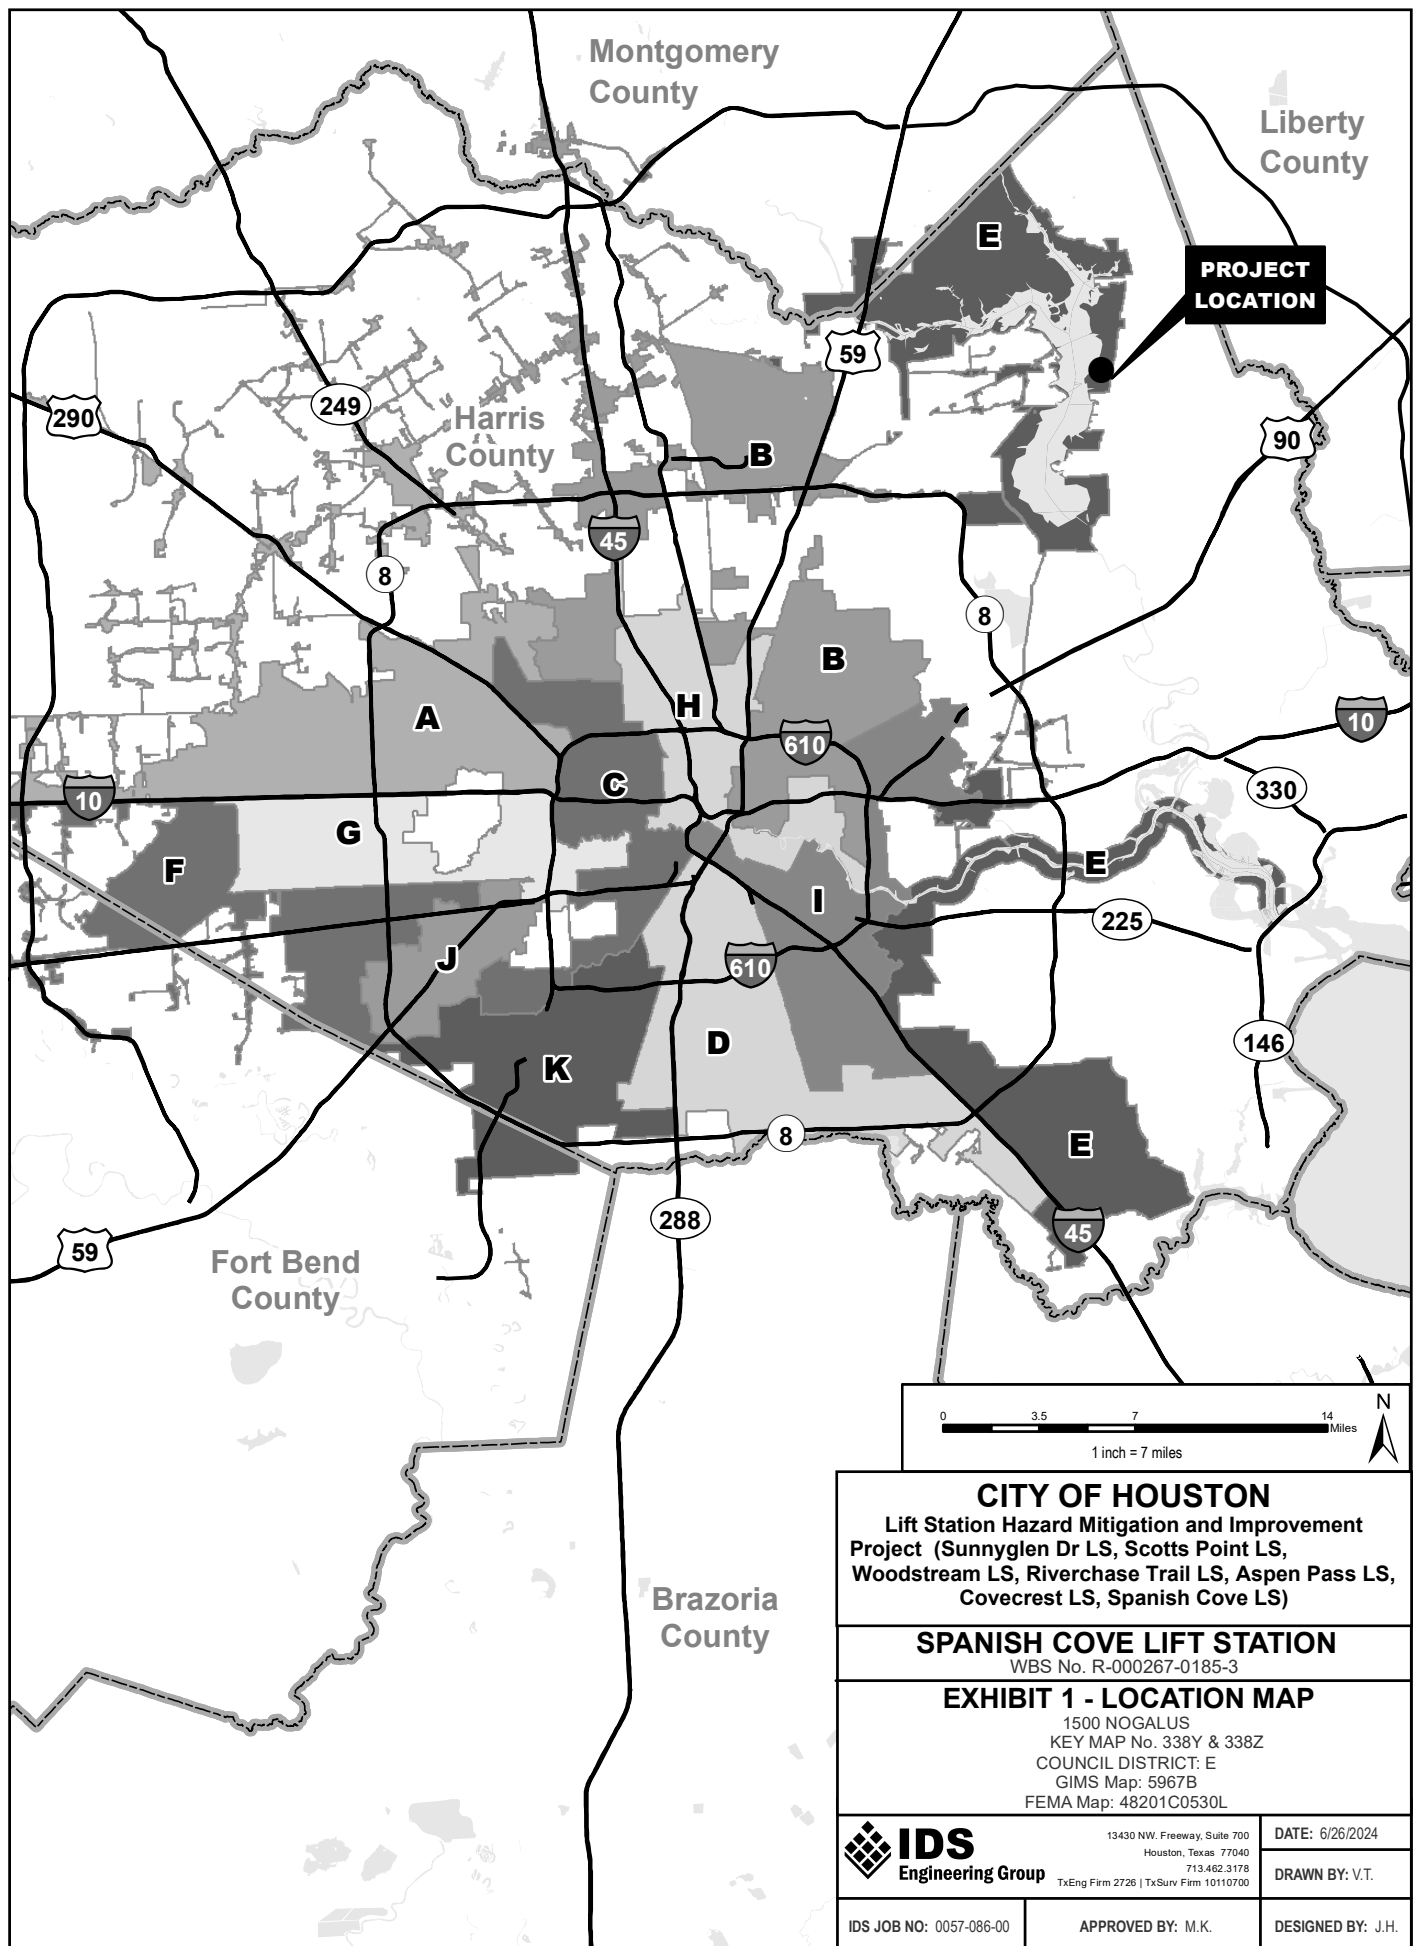 Montgomery
County
Liberty
County
E
PROJECT
LOCATION
59
290
249
Harris
County
90
B
45
8
8
B
A
H
10
610
C
10
330
G
F
E
I
225
J
610
D
146
K
8
E
288
45
59
Fort Bend
County
0 3.5 7 14
Miles
N
1 inch = 7 miles
CITY OF HOUSTON
Lift Station Hazard Mitigation and Improvement
Project (Sunnyglen Dr LS, Scotts Point LS,
Woodstream LS, Riverchase Trail LS, Aspen Pass LS,
Covecrest LS, Spanish Cove LS)
Brazoria
County
SPANISH COVE LIFT STATION
WBS No. R-000267-0185-3
EXHIBIT 1 - LOCATION MAP
1500 NOGALUS
KEY MAP No. 338Y & 338Z
COUNCIL DISTRICT: E
GIMS Map: 5967B
FEMA Map: 48201C0530L
IDS
Engineering Group
13430 NW. Freeway, Suite 700
Houston, Texas 77040
713.462.3178
TxEng Firm 2726 | TxSurv Firm 10110700
DATE: 6/26/2024
DRAWN BY: V.T.
IDS JOB NO: 0057-086-00
APPROVED BY: M.K.
DESIGNED BY: J.H.